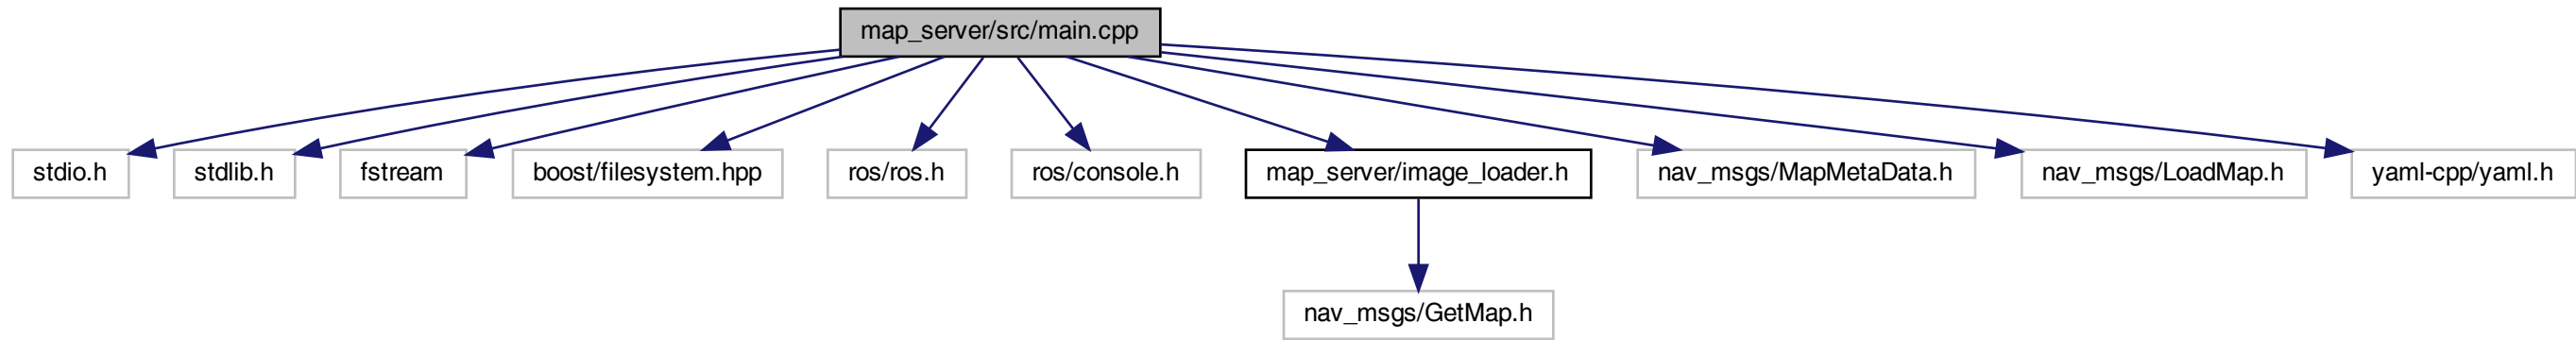 map_server/src/main.cpp
stdio.h
stdlib.h
fstream
boost/filesystem.hpp
ros/ros.h
ros/console.h
map_server/image_loader.h
nav_msgs/MapMetaData.h
nav_msgs/LoadMap.h
yaml-cpp/yaml.h
nav_msgs/GetMap.h